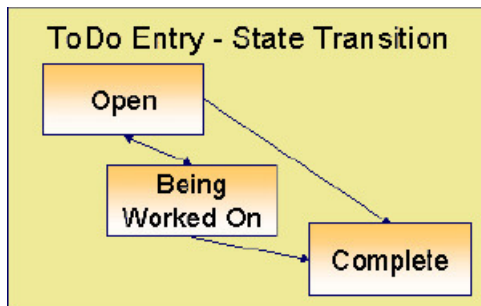 ToDo Entry - State Transition
Open
Being
Worked On
Complete